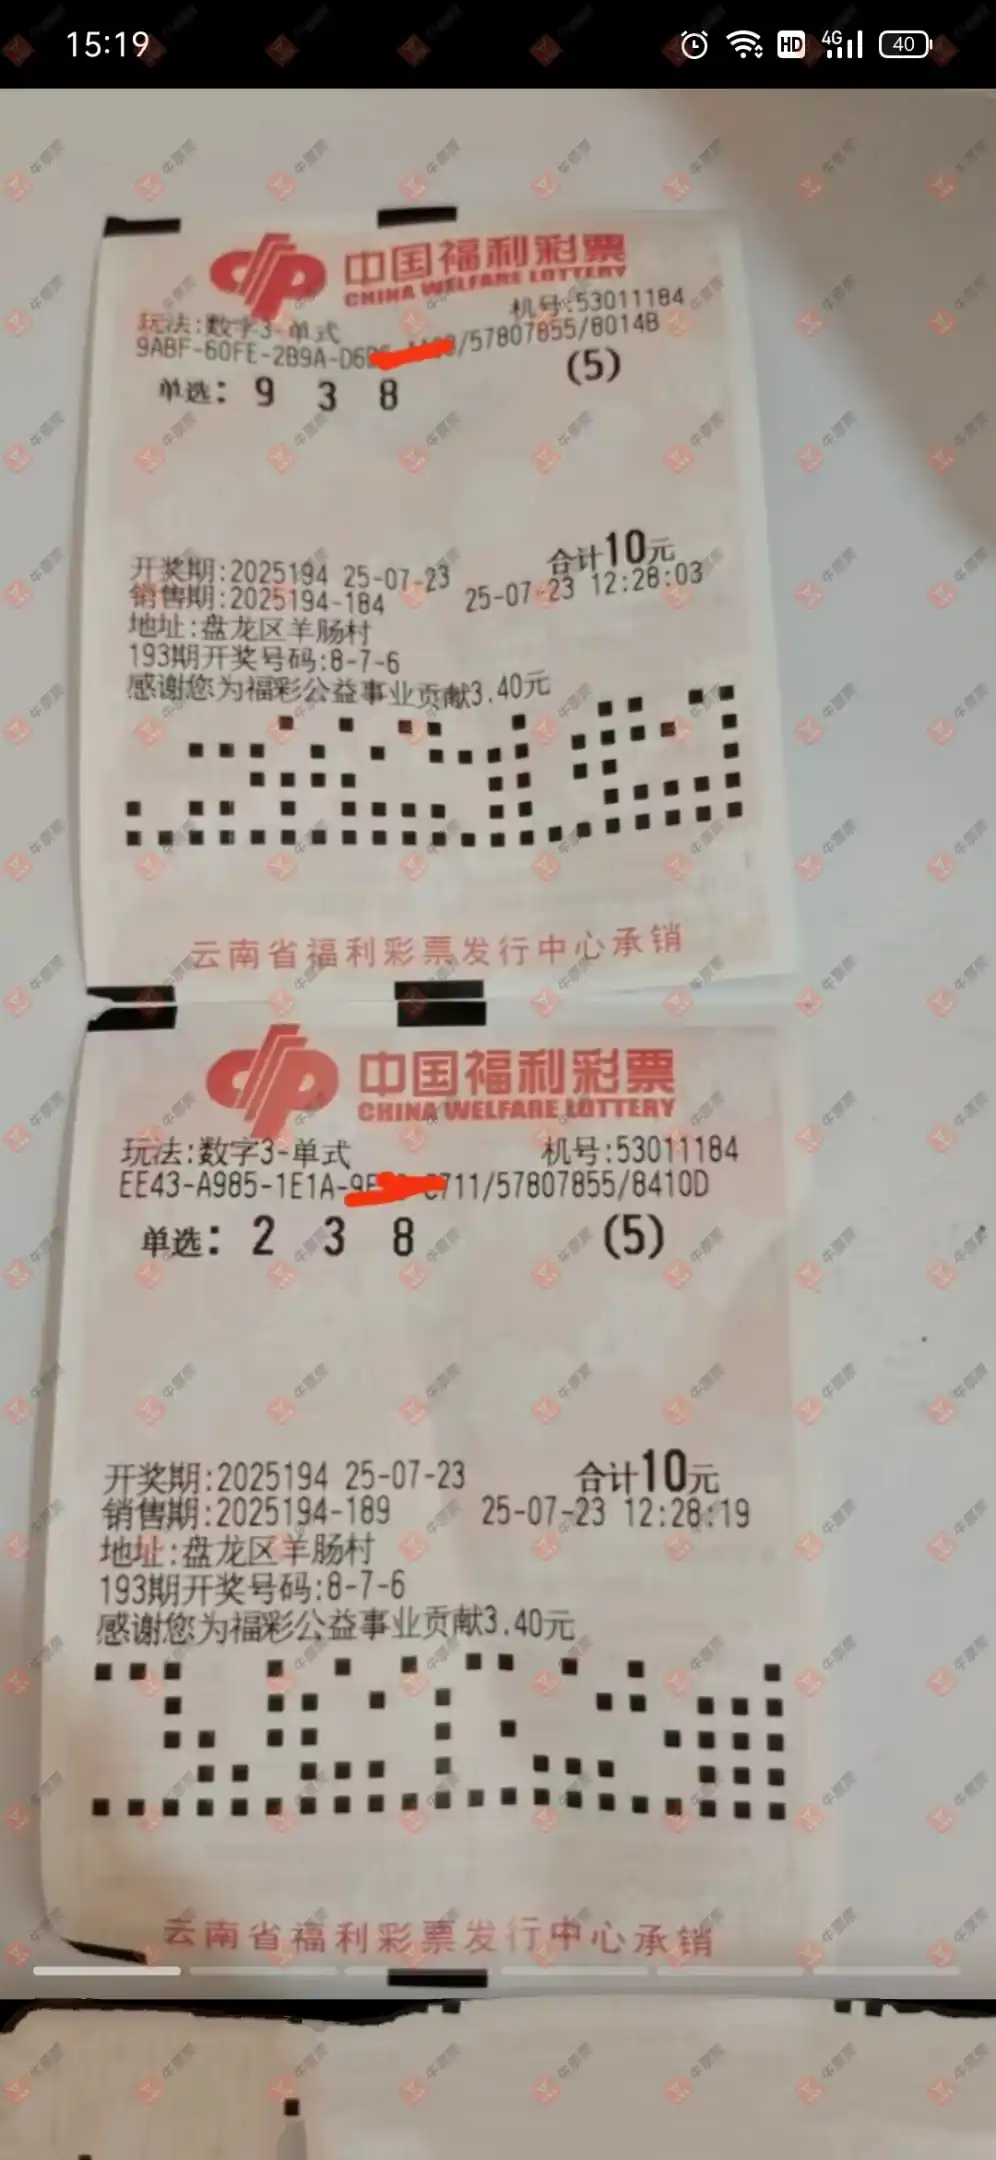 15:19
HD 4G 40
中国福利彩票
CHINA WELFARE LOTTERY
玩法:数字3-单式 机号:53011184
9ABF-60FE-2B9A-D6 /57807855/8014B
单选: 9 3 8 (5)
合计10元
开奖期:2025194 25-07-23
销售期:2025194-184 25-07-23 12:28:03
地址:盘龙区羊肠村
193期开奖号码:8-7-6
感谢您为福彩公益事业贡献3.40元
云南省福利彩票发行中心承销
中国福利彩票
CHINA WELFARE LOTTERY
玩法:数字3-单式 机号:53011184
EE43-A985-1E1A-9 711/57807855/8410D
单选: 2 3 8 (5)
开奖期:2025194 25-07-23 合计10元
销售期:2025194-189 25-07-23 12:28:19
地址:盘龙区羊肠村
193期开奖号码:8-7-6
感谢您为福彩公益事业贡献3.40元
云南省福利彩票发行中心承销